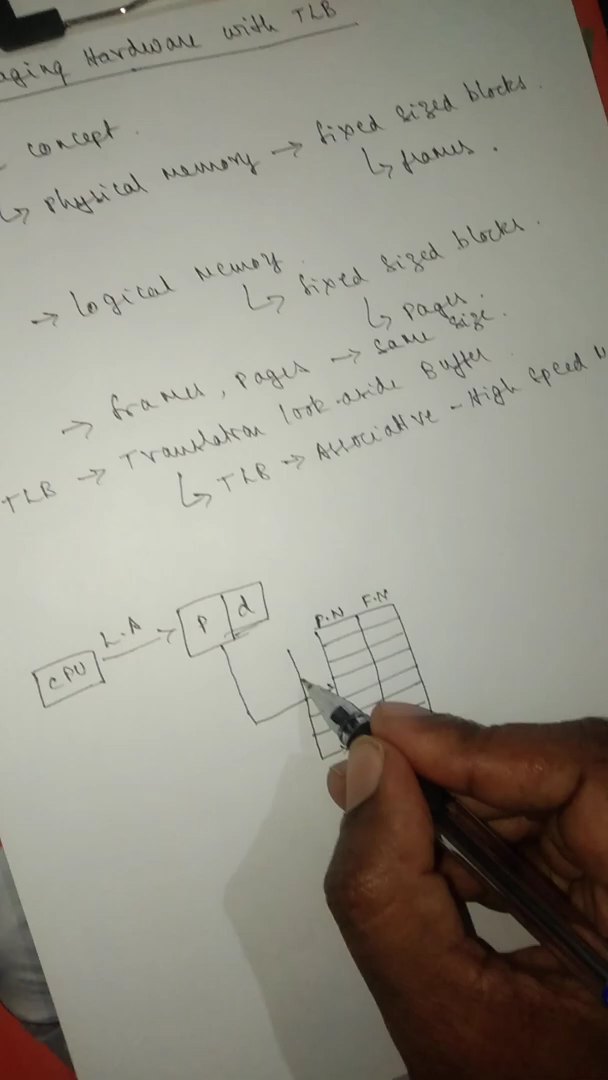 aging Hardware with TLB
concept.
↳ physical memory → fixed sized blocks.
↳ frames.
→ logical memory.
↳ fixed sized blocks.
↳ pages.
→ frames, pages → same size.
TLB → Translation look-aside Buffer
↳ TLB → Associative - High speed
CPU L.A → p d
P.N F.N